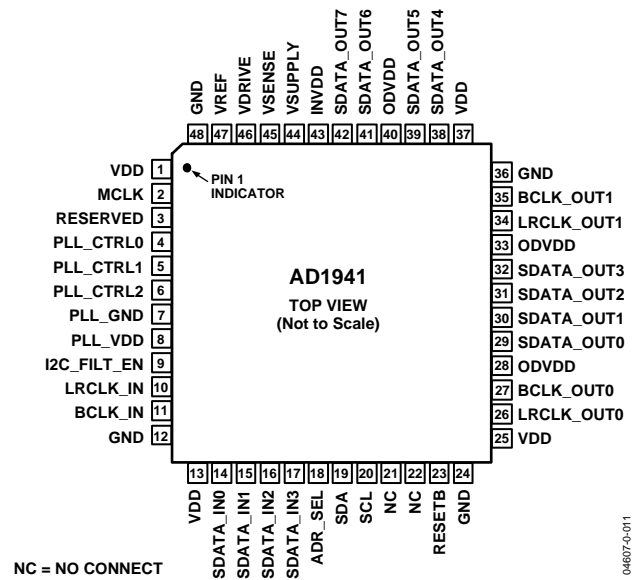 GND
VREF
VDRIVE
VSENSE
VSUPPLY
INVDD
SDATA_OUT7
SDATA_OUT6
ODVDD
SDATA_OUT5
SDATA_OUT4
VDD
48 47 46 45 44 43 42 41 40 39 38 37
VDD 1
MCLK 2
RESERVED 3
PLL_CTRL0 4
PLL_CTRL1 5
PLL_CTRL2 6
PLL_GND 7
PLL_VDD 8
I2C_FILT_EN 9
LRCLK_IN 10
BCLK_IN 11
GND 12
PIN 1
INDICATOR
AD1941
TOP VIEW
(Not to Scale)
36 GND
35 BCLK_OUT1
34 LRCLK_OUT1
33 ODVDD
32 SDATA_OUT3
31 SDATA_OUT2
30 SDATA_OUT1
29 SDATA_OUT0
28 ODVDD
27 BCLK_OUT0
26 LRCLK_OUT0
25 VDD
13 14 15 16 17 18 19 20 21 22 23 24
VDD
SDATA_IN0
SDATA_IN1
SDATA_IN2
SDATA_IN3
ADR_SEL
SDA
SCL
NC
NC
RESETB
GND
NC = NO CONNECT
04607-0-011